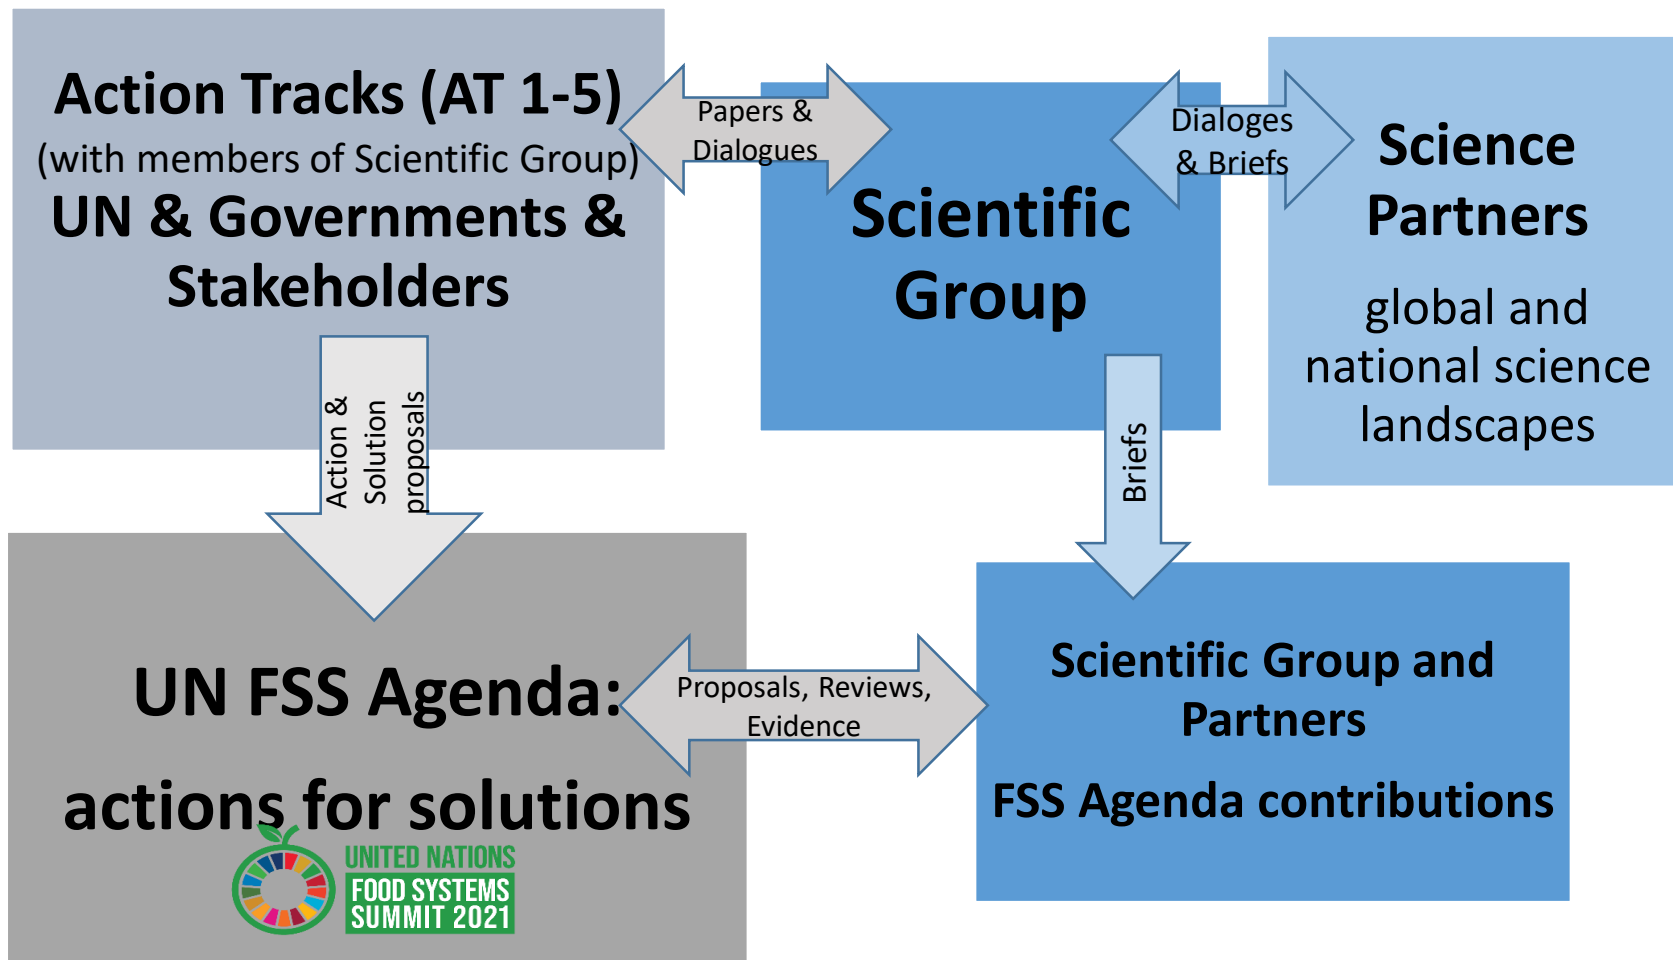 Action Tracks (AT 1-5)
(with members of Scientific Group)
UN & Governments &
Stakeholders
Papers &
Dialogues
Scientific
Group
Dialoges
& Briefs
Science
Partners
global and
national science
landscapes
Action &
Solution
proposals
Briefs
UN FSS Agenda:
actions for solutions
UNITED NATIONS
FOOD SYSTEMS
SUMMIT 2021
Proposals, Reviews,
Evidence
Scientific Group and
Partners
FSS Agenda contributions